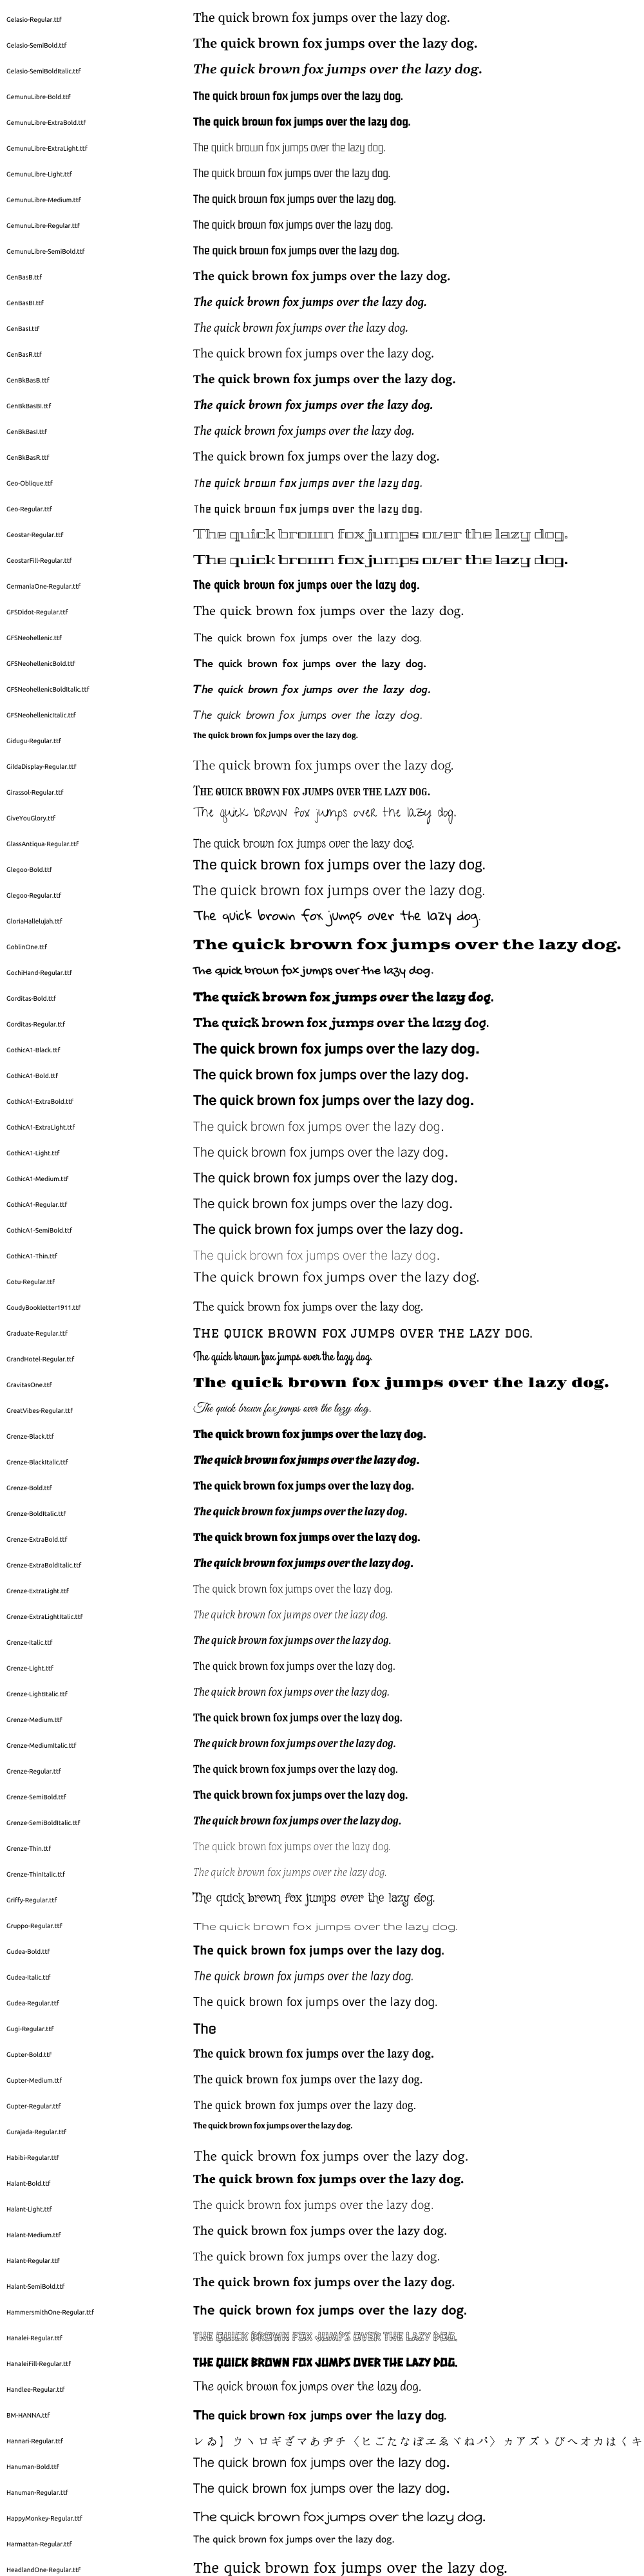 Gelasio-Regular.ttf The quick brown fox jumps over the lazy dog.
Gelasio-SemiBold.ttf The quick brown fox jumps over the lazy dog.
Gelasio-SemiBoldItalic.ttf The quick brown fox jumps over the lazy dog.
GemunuLibre-Bold.ttf The quick brown fox jumps over the lazy dog.
GemunuLibre-ExtraBold.ttf The quick brown fox jumps over the lazy dog.
GemunuLibre-ExtraLight.ttf The quick brown fox jumps over the lazy dog.
GemunuLibre-Light.ttf The quick brown fox jumps over the lazy dog.
GemunuLibre-Medium.ttf The quick brown fox jumps over the lazy dog.
GemunuLibre-Regular.ttf The quick brown fox jumps over the lazy dog.
GemunuLibre-SemiBold.ttf The quick brown fox jumps over the lazy dog.
GenBasB.ttf The quick brown fox jumps over the lazy dog.
GenBasBI.ttf The quick brown fox jumps over the lazy dog.
GenBasI.ttf The quick brown fox jumps over the lazy dog.
GenBasR.ttf The quick brown fox jumps over the lazy dog.
GenBkBasB.ttf The quick brown fox jumps over the lazy dog.
GenBkBasBI.ttf The quick brown fox jumps over the lazy dog.
GenBkBasI.ttf The quick brown fox jumps over the lazy dog.
GenBkBasR.ttf The quick brown fox jumps over the lazy dog.
Geo-Oblique.ttf The quick brown fox jumps over the lazy dog.
Geo-Regular.ttf The quick brown fox jumps over the lazy dog.
Geostar-Regular.ttf The quick brown fox jumps over the lazy dog.
GeostarFill-Regular.ttf The quick brown fox jumps over the lazy dog.
GermaniaOne-Regular.ttf The quick brown fox jumps over the lazy dog.
GFSDidot-Regular.ttf The quick brown fox jumps over the lazy dog.
GFSNeohellenic.ttf The quick brown fox jumps over the lazy dog.
GFSNeohellenicBold.ttf The quick brown fox jumps over the lazy dog.
GFSNeohellenicBoldItalic.ttf The quick brown fox jumps over the lazy dog.
GFSNeohellenicItalic.ttf The quick brown fox jumps over the lazy dog.
Gidugu-Regular.ttf The quick brown fox jumps over the lazy dog.
GildaDisplay-Regular.ttf The quick brown fox jumps over the lazy dog.
Girassol-Regular.ttf The quick brown fox jumps over the lazy dog.
GiveYouGlory.ttf The quick brown fox jumps over the lazy dog.
GlassAntiqua-Regular.ttf The quick brown fox jumps over the lazy dog.
Glegoo-Bold.ttf The quick brown fox jumps over the lazy dog.
Glegoo-Regular.ttf The quick brown fox jumps over the lazy dog.
GloriaHallelujah.ttf The quick brown fox jumps over the lazy dog.
GoblinOne.ttf The quick brown fox jumps over the lazy dog.
GochiHand-Regular.ttf The quick brown fox jumps over the lazy dog.
Gorditas-Bold.ttf The quick brown fox jumps over the lazy dog.
Gorditas-Regular.ttf The quick brown fox jumps over the lazy dog.
GothicA1-Black.ttf The quick brown fox jumps over the lazy dog.
GothicA1-Bold.ttf The quick brown fox jumps over the lazy dog.
GothicA1-ExtraBold.ttf The quick brown fox jumps over the lazy dog.
GothicA1-ExtraLight.ttf The quick brown fox jumps over the lazy dog.
GothicA1-Light.ttf The quick brown fox jumps over the lazy dog.
GothicA1-Medium.ttf The quick brown fox jumps over the lazy dog.
GothicA1-Regular.ttf The quick brown fox jumps over the lazy dog.
GothicA1-SemiBold.ttf The quick brown fox jumps over the lazy dog.
GothicA1-Thin.ttf The quick brown fox jumps over the lazy dog.
Gotu-Regular.ttf The quick brown fox jumps over the lazy dog.
GoudyBookletter1911.ttf The quick brown fox jumps over the lazy dog.
Graduate-Regular.ttf The quick brown fox jumps over the lazy dog.
GrandHotel-Regular.ttf The quick brown fox jumps over the lazy dog.
GravitasOne.ttf The quick brown fox jumps over the lazy dog.
GreatVibes-Regular.ttf The quick brown fox jumps over the lazy dog.
Grenze-Black.ttf The quick brown fox jumps over the lazy dog.
Grenze-BlackItalic.ttf The quick brown fox jumps over the lazy dog.
Grenze-Bold.ttf The quick brown fox jumps over the lazy dog.
Grenze-BoldItalic.ttf The quick brown fox jumps over the lazy dog.
Grenze-ExtraBold.ttf The quick brown fox jumps over the lazy dog.
Grenze-ExtraBoldItalic.ttf The quick brown fox jumps over the lazy dog.
Grenze-ExtraLight.ttf The quick brown fox jumps over the lazy dog.
Grenze-ExtraLightItalic.ttf The quick brown fox jumps over the lazy dog.
Grenze-Italic.ttf The quick brown fox jumps over the lazy dog.
Grenze-Light.ttf The quick brown fox jumps over the lazy dog.
Grenze-LightItalic.ttf The quick brown fox jumps over the lazy dog.
Grenze-Medium.ttf The quick brown fox jumps over the lazy dog.
Grenze-MediumItalic.ttf The quick brown fox jumps over the lazy dog.
Grenze-Regular.ttf The quick brown fox jumps over the lazy dog.
Grenze-SemiBold.ttf The quick brown fox jumps over the lazy dog.
Grenze-SemiBoldItalic.ttf The quick brown fox jumps over the lazy dog.
Grenze-Thin.ttf The quick brown fox jumps over the lazy dog.
Grenze-ThinItalic.ttf The quick brown fox jumps over the lazy dog.
Griffy-Regular.ttf The quick brown fox jumps over the lazy dog.
Gruppo-Regular.ttf The quick brown fox jumps over the lazy dog.
Gudea-Bold.ttf The quick brown fox jumps over the lazy dog.
Gudea-Italic.ttf The quick brown fox jumps over the lazy dog.
Gudea-Regular.ttf The quick brown fox jumps over the lazy dog.
Gugi-Regular.ttf The
Gupter-Bold.ttf The quick brown fox jumps over the lazy dog.
Gupter-Medium.ttf The quick brown fox jumps over the lazy dog.
Gupter-Regular.ttf The quick brown fox jumps over the lazy dog.
Gurajada-Regular.ttf The quick brown fox jumps over the lazy dog.
Habibi-Regular.ttf The quick brown fox jumps over the lazy dog.
Halant-Bold.ttf The quick brown fox jumps over the lazy dog.
Halant-Light.ttf The quick brown fox jumps over the lazy dog.
Halant-Medium.ttf The quick brown fox jumps over the lazy dog.
Halant-Regular.ttf The quick brown fox jumps over the lazy dog.
Halant-SemiBold.ttf The quick brown fox jumps over the lazy dog.
HammersmithOne-Regular.ttf The quick brown fox jumps over the lazy dog.
Hanalei-Regular.ttf THE QUICK BROWN FOX JUMPS OVER THE LAZY DOG.
HanaleiFill-Regular.ttf THE QUICK BROWN FOX JUMPS OVER THE LAZY DOG.
Handlee-Regular.ttf The quick brown fox jumps over the lazy dog.
BM-HANNA.ttf The quick brown fox jumps over the lazy dog.
Hannari-Regular.ttf レゐ】ウヽロギざマあヂチ〈ヒごたなぼヱゑヾねパ〉ヵアズゝびヘオカはくキ
Hanuman-Bold.ttf The quick brown fox jumps over the lazy dog.
Hanuman-Regular.ttf The quick brown fox jumps over the lazy dog.
HappyMonkey-Regular.ttf The quick brown fox jumps over the lazy dog.
Harmattan-Regular.ttf The quick brown fox jumps over the lazy dog.
HeadlandOne-Regular.ttf The quick brown fox jumps over the lazy dog.